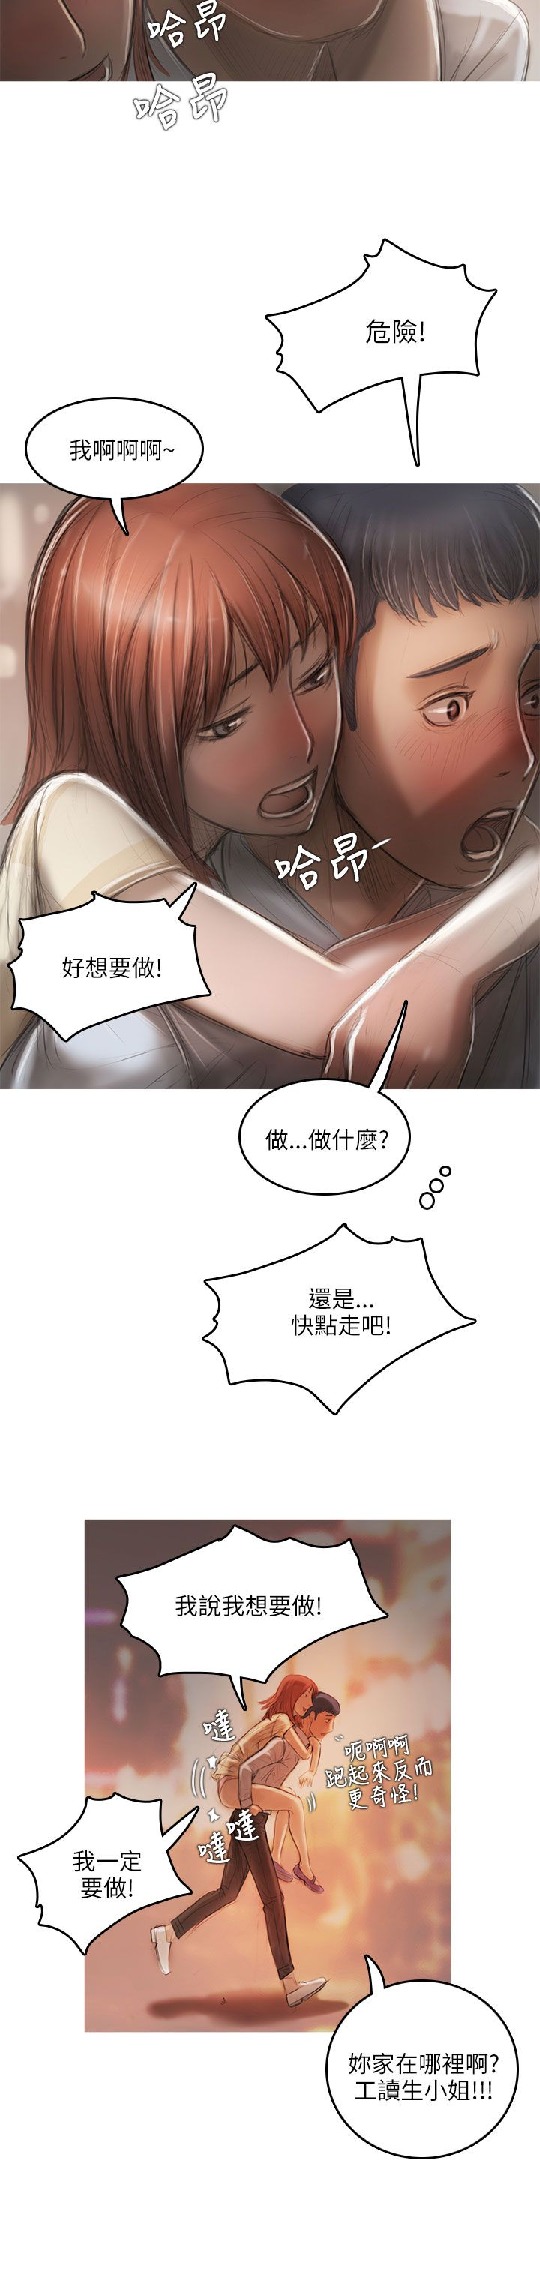 哈昂
哈昂
危險!
我啊啊啊~
哈昂~
好想要做!
做...做什麼?
還是...
快點走吧!
我說我想要做!
噠
呃啊啊
跑起來反而
更奇怪!
噠噠
我一定
要做!
妳家在哪裡啊?
工讀生小姐!!!